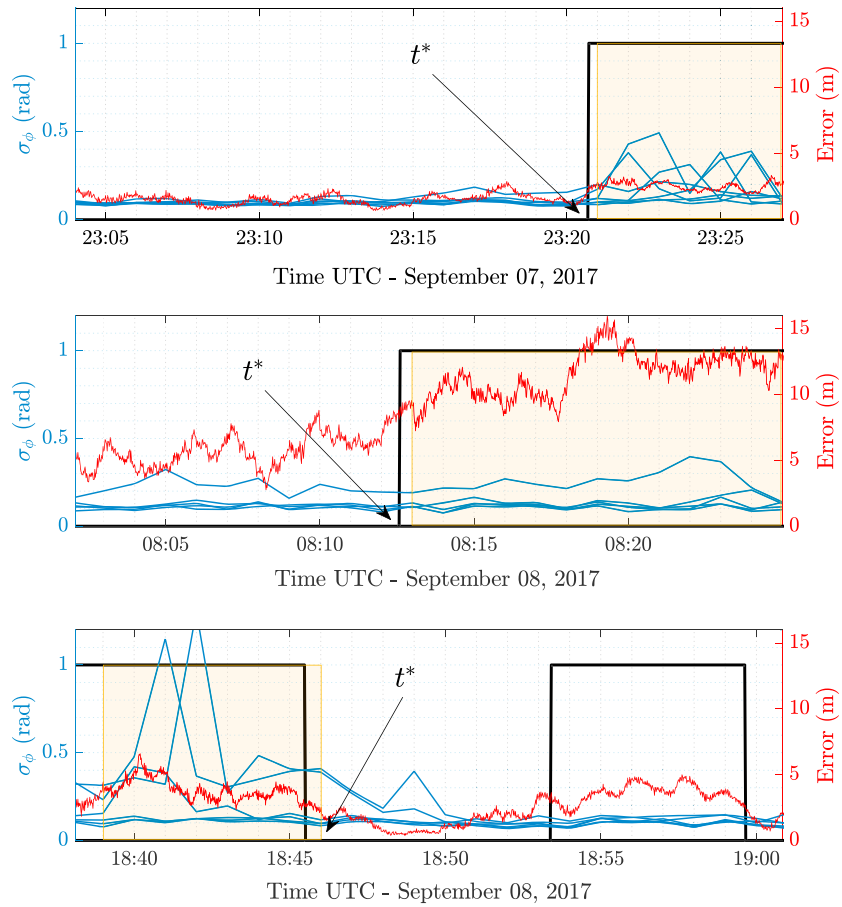 σϕ (rad)
1
0.5
0
t*
15
10
5
0
Error (m)
23:05 23:10 23:15 23:20 23:25
Time UTC - September 07, 2017
σϕ (rad)
1
0.5
0
t*
15
10
5
0
Error (m)
08:05 08:10 08:15 08:20
Time UTC - September 08, 2017
σϕ (rad)
1
0.5
0
t*
15
10
5
0
Error (m)
18:40 18:45 18:50 18:55 19:00
Time UTC - September 08, 2017